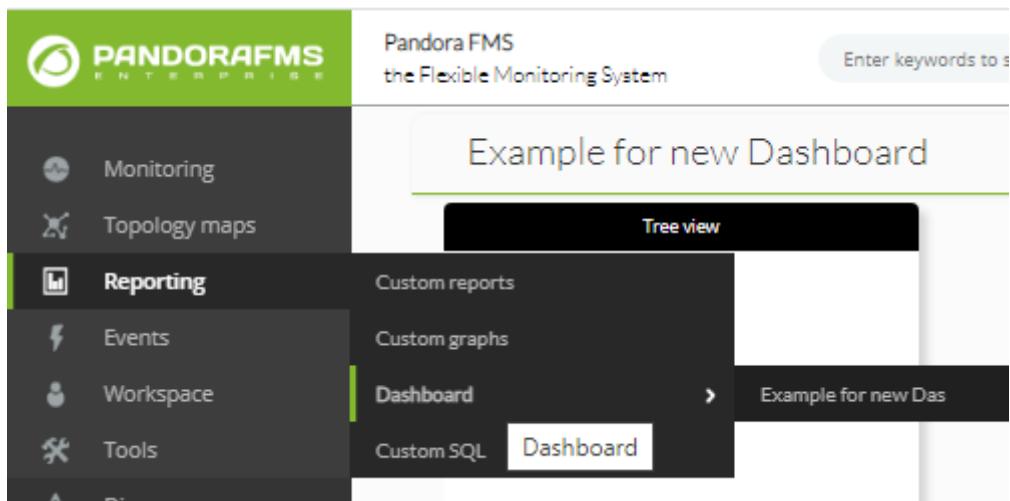 PANDORAFMS
ENTERPRISE
Pandora FMS
the Flexible Monitoring System
Enter keywords to s
Example for new Dashboard
Tree view
Monitoring
Topology maps
Reporting
Events
Workspace
Tools
Custom reports
Custom graphs
Dashboard
Custom SQL
Example for new Das
Dashboard